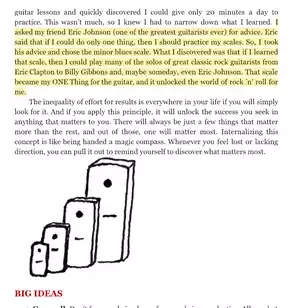 guitar lessons and quickly discovered I could give only 20 minutes a day to
practice. This wasn't much, so I knew I had to narrow down what I learned. I
asked my friend Eric Johnson (one of the greatest guitarists ever) for advice. Eric
said that if I could do only one thing, then I should practice my scales. So, I took
his advice and chose the minor blues scale. What I discovered was that if I learned
that scale, then I could play many of the solos of great classic rock guitarists from
Eric Clapton to Billy Gibbons and, maybe someday, even Eric Johnson. That scale
became my ONE Thing for the guitar, and it unlocked the world of rock 'n' roll for
me.
The inequality of effort for results is everywhere in your life if you will simply
look for it. And if you apply this principle, it will unlock the success you seek in
anything that matters to you. There will always be just a few things that matter
more than the rest, and out of those, one will matter most. Internalizing this
concept is like being handed a magic compass. Whenever you feel lost or lacking
direction, you can pull it out to remind yourself to discover what matters most.
BIG IDEAS